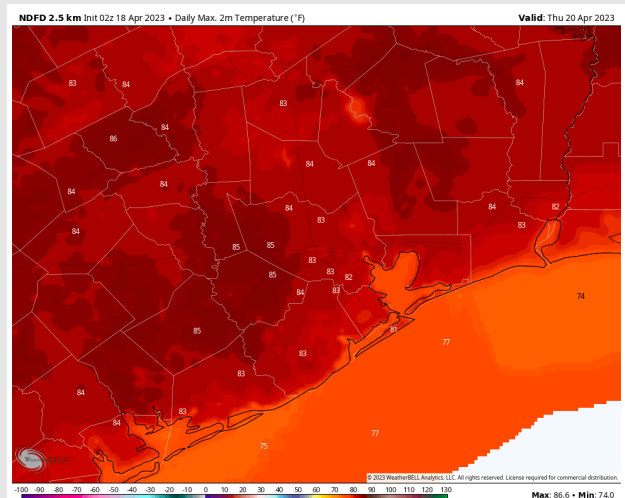 NDFD 2.5 km Init 02z 18 Apr 2023 • Daily Max. 2m Temperature (°F) Valid: Thu 20 Apr 2023
83 84 84
83
86 84
84 84
84 84
84 84 82
83 83
85 85
83
85 83 82
84 83 74
85 81
77
83
83
84
83
84 77
75
© 2023 WeatherBELL Analytics, LLC. All rights reserved. License required for commercial distribution.
-100 -90 -80 -70 -60 -50 -40 -30 -20 -10 0 10 20 30 40 50 60 70 80 90 100 110 120 130
Max: 86.6 • Min: 74.0